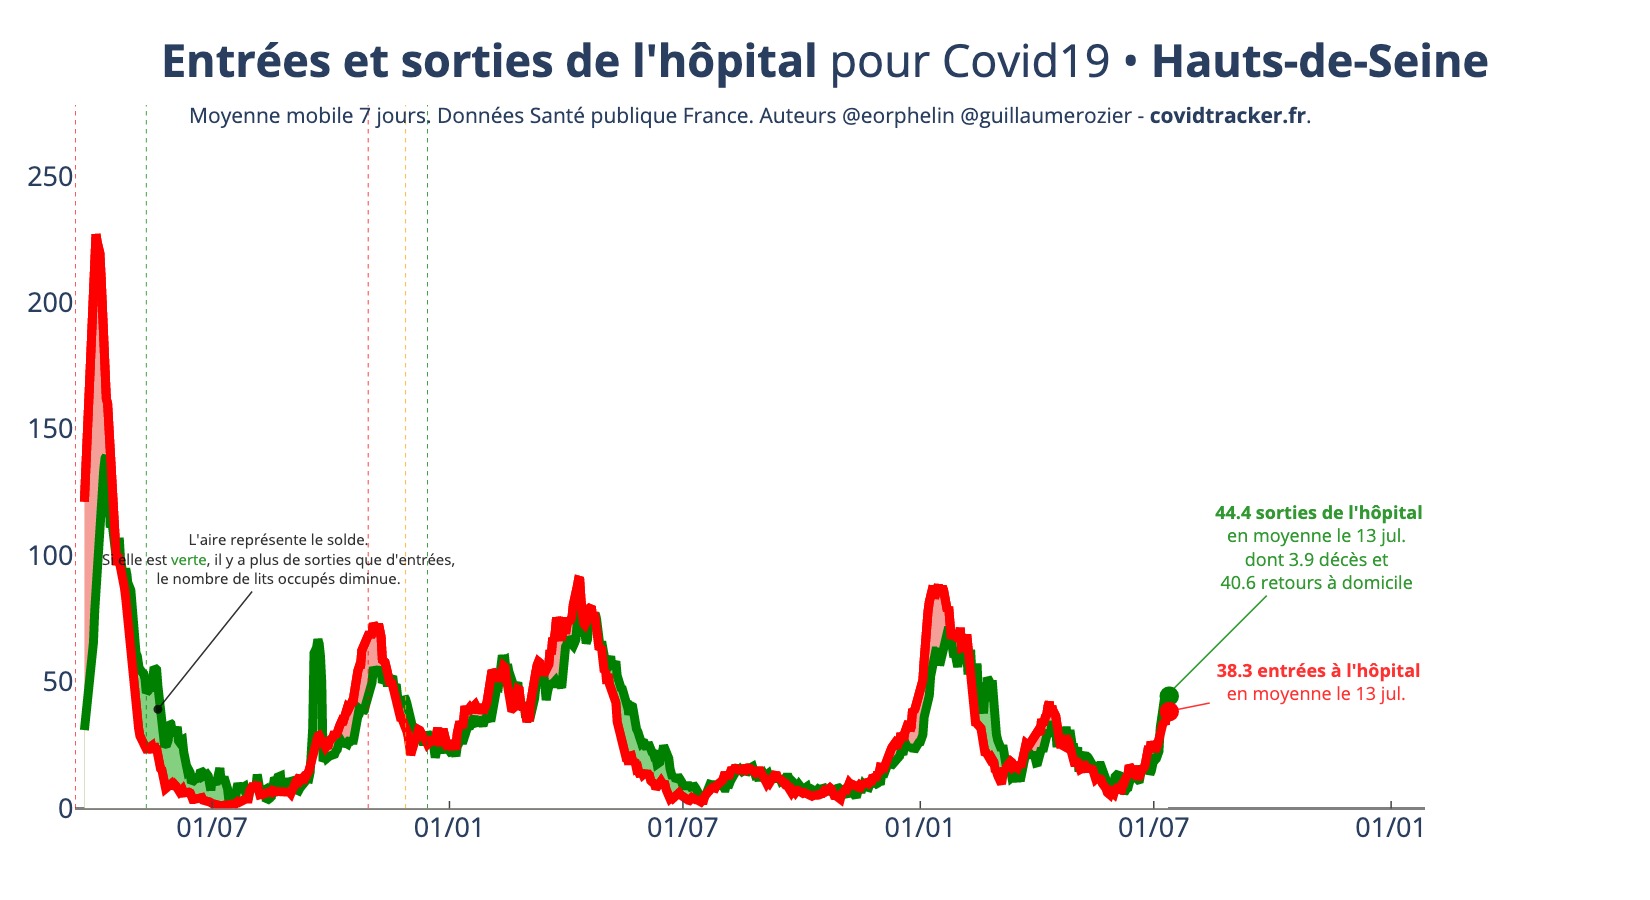 Entrées et sorties de l'hôpital pour Covid19 • Hauts-de-Seine
Moyenne mobile 7 jours. Données Santé publique France. Auteurs @eorphelin @guillaumerozier - covidtracker.fr.
250
200
150
100
50
0
L'aire représente le solde.
Si elle est verte, il y a plus de sorties que d'entrées,
le nombre de lits occupés diminue.
44.4 sorties de l'hôpital
en moyenne le 13 jul.
dont 3.9 décès et
40.6 retours à domicile
38.3 entrées à l'hôpital
en moyenne le 13 jul.
01/07
01/01
01/07
01/01
01/07
01/01